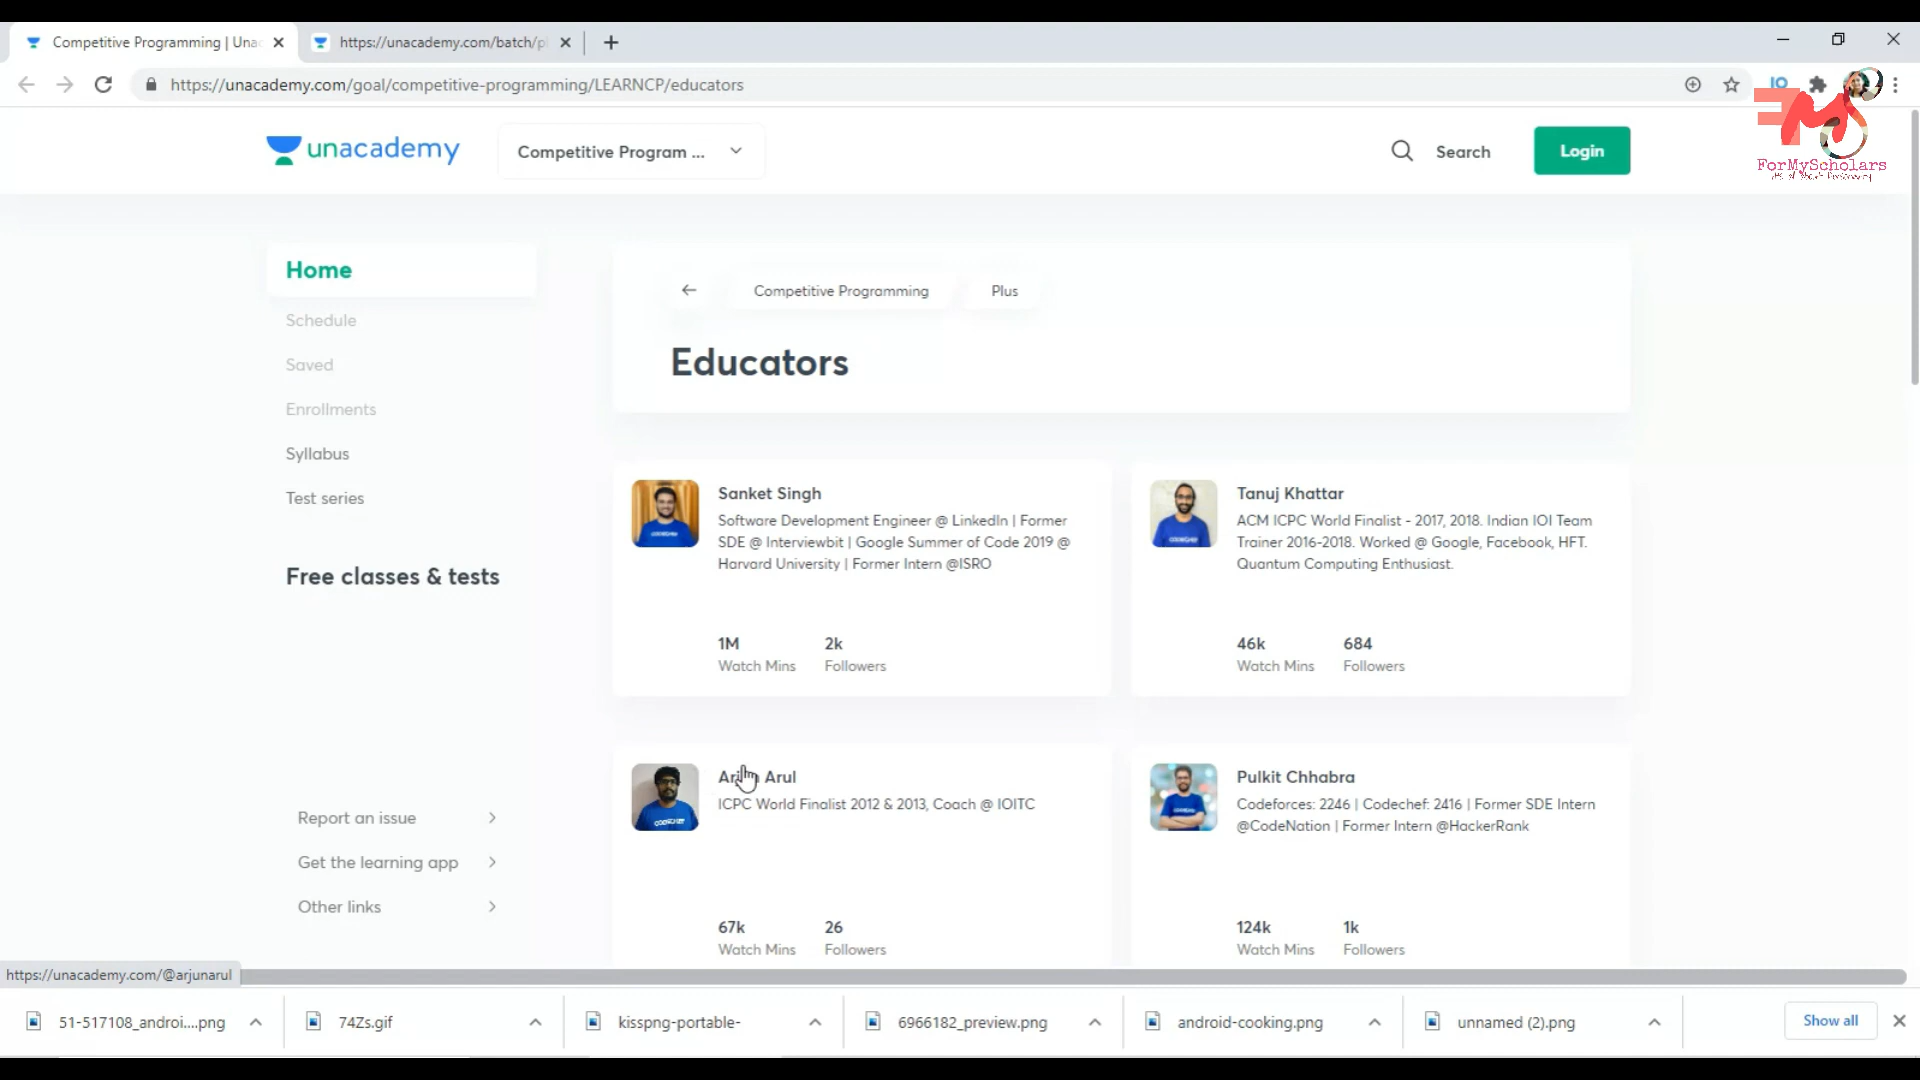 Competitive Programming | Una
https://unacademy.com/batch/pl
https://unacademy.com/goal/competitive-programming/LEARNCP/educators
unacademy
Competitive Program ...
Search
Login
ForMyScholars
Home
Schedule
Saved
Enrollments
Syllabus
Test series
Free classes & tests
Report an issue
Get the learning app
Other links
Competitive Programming
Plus
Educators
Sanket Singh
Software Development Engineer @ LinkedIn | Former
SDE @ Interviewbit | Google Summer of Code 2019 @
Harvard University | Former Intern @ISRO
1M
2k
Watch Mins
Followers
Tanuj Khattar
ACM ICPC World Finalist - 2017, 2018. Indian IOI Team
Trainer 2016-2018. Worked @ Google, Facebook, HFT.
Quantum Computing Enthusiast.
46k
684
Watch Mins
Followers
Arul
ICPC World Finalist 2012 & 2013, Coach @ IOITC
67k
26
Watch Mins
Followers
Pulkit Chhabra
Codeforces: 2246 | Codechef: 2416 | Former SDE Intern
@CodeNation | Former Intern @HackerRank
124k
1k
Watch Mins
Followers
https://unacademy.com/@arjunarul
51-517108_androi....png
74Zs.gif
kisspng-portable-
6966182_preview.png
android-cooking.png
unnamed (2).png
Show all